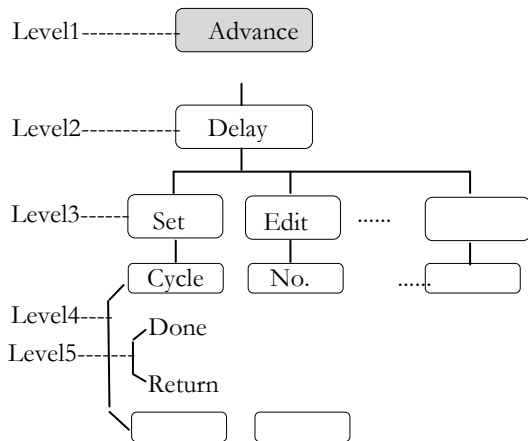 Level1 Advance
Level2 Delay
Level3 Set Edit ......
Cycle No. ......
Level4
Done
Level5
Return